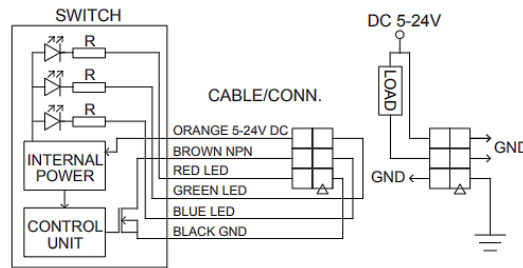 SWITCH
R
R
R
INTERNAL
POWER
CONTROL
UNIT
CABLE/CONN.
ORANGE 5-24V DC
BROWN NPN
RED LED
GREEN LED
BLUE LED
BLACK GND
DC 5-24V
LOAD
GND
GND